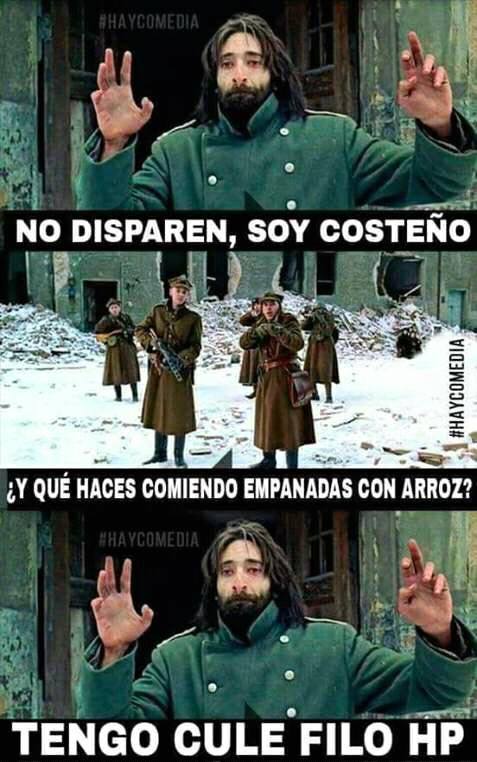 #HAYCOMEDIA
NO DISPAREN, SOY COSTEÑO
#HAYCOMEDIA
¿Y QUÉ HACES COMIENDO EMPANADAS CON ARROZ?
#HAYCOMEDIA
TENGO CULE FILO HP